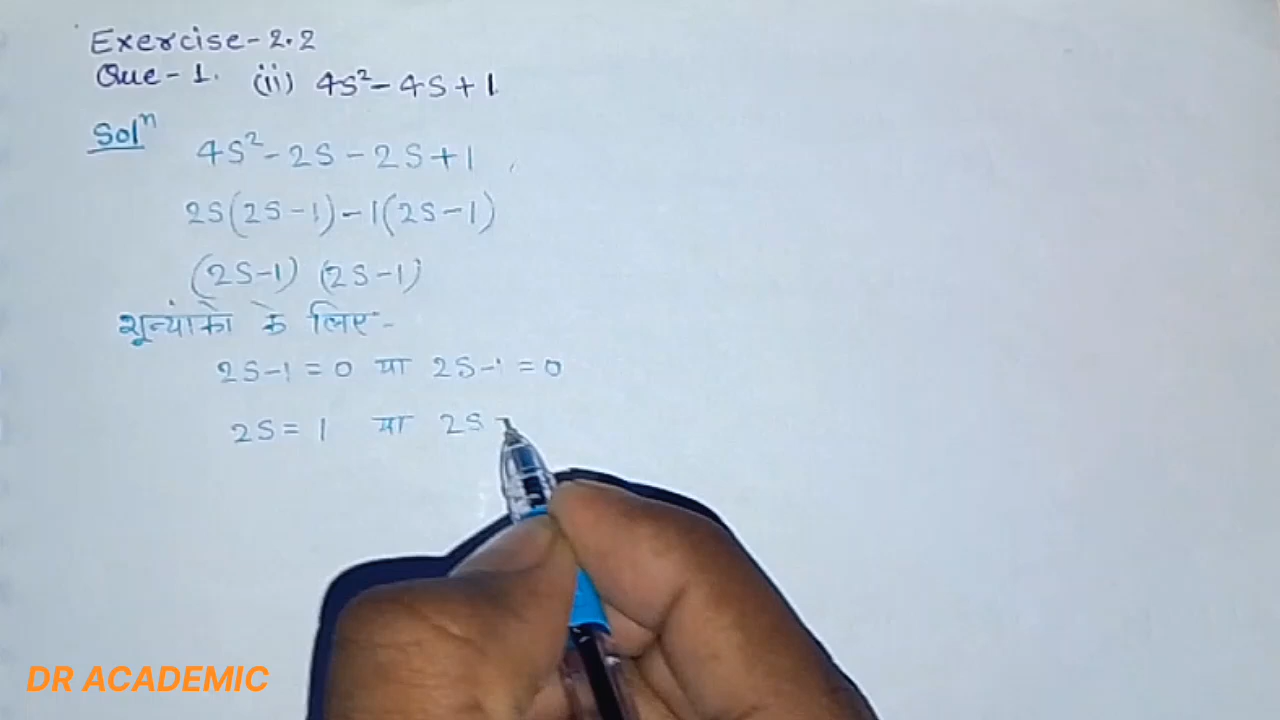 Exercise-2.2
Que-1. (ii) 4S²-4S+1
Solⁿ
4S²-2S-2S+1
2S(2S-1)-1(2S-1)
(2S-1) (2S-1)
शून्यांको के लिए-
2S-1=0 या 2S-1=0
2S=1 या 2S
DR ACADEMIC